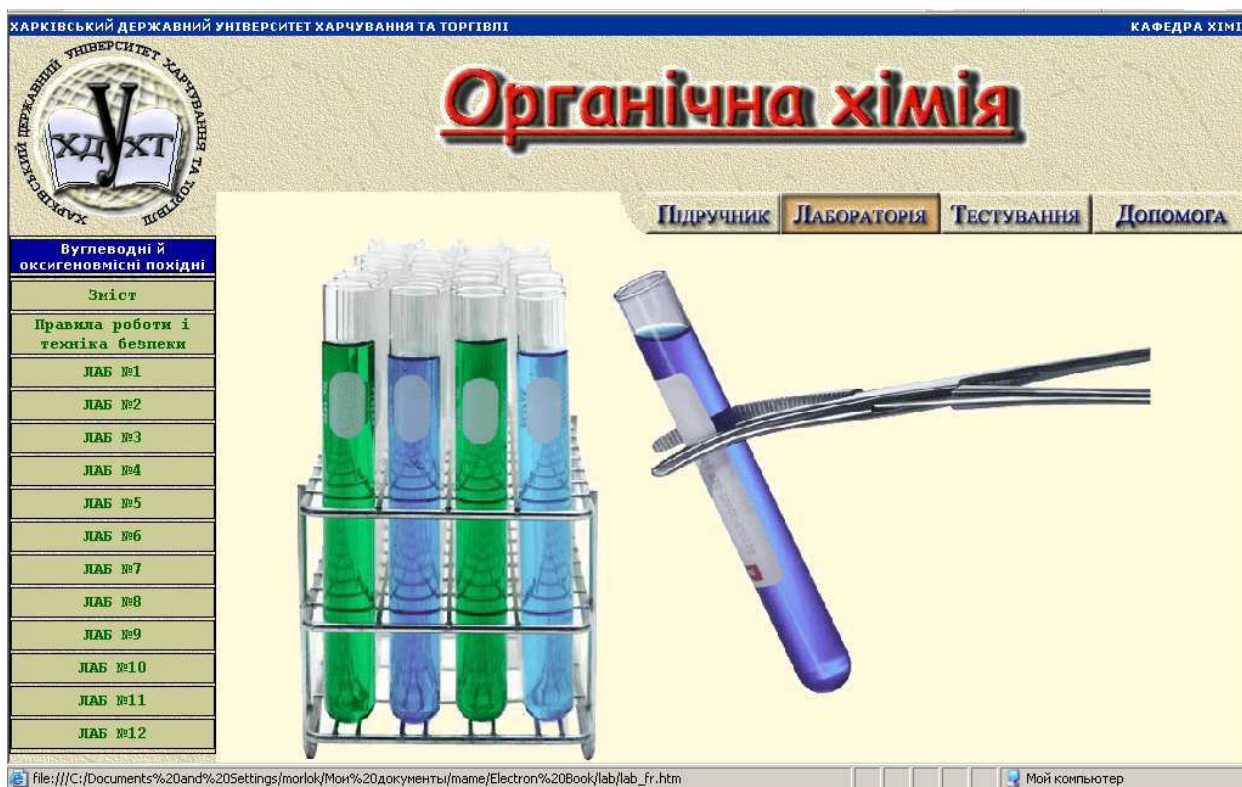 ХАРКІВСЬКИЙ ДЕРЖАВНИЙ УНІВЕРСИТЕТ ХАРЧУВАННЯ ТА ТОРГІВЛІ
КАФЕДРА ХІМІ
ХАРКІВСЬКИЙ ДЕРЖАВНИЙ УНІВЕРСИТЕТ ХАРЧУВАННЯ ТА ТОРГІВЛІ
ХДУХТ
Органічна хімія
Підручник
Лабораторія
Тестування
Допомога
Вуглеводні й
оксигеновмісні похідні
Зміст
Правила роботи і
техніка безпеки
ЛАБ №1
ЛАБ №2
ЛАБ №3
ЛАБ №4
ЛАБ №5
ЛАБ №6
ЛАБ №7
ЛАБ №8
ЛАБ №9
ЛАБ №10
ЛАБ №11
ЛАБ №12
file:///C:/Documents%20and%20Settings/morlok/Мои%20документы/mame/Electron%20Book/lab/lab_fr.htm
Мой компьютер